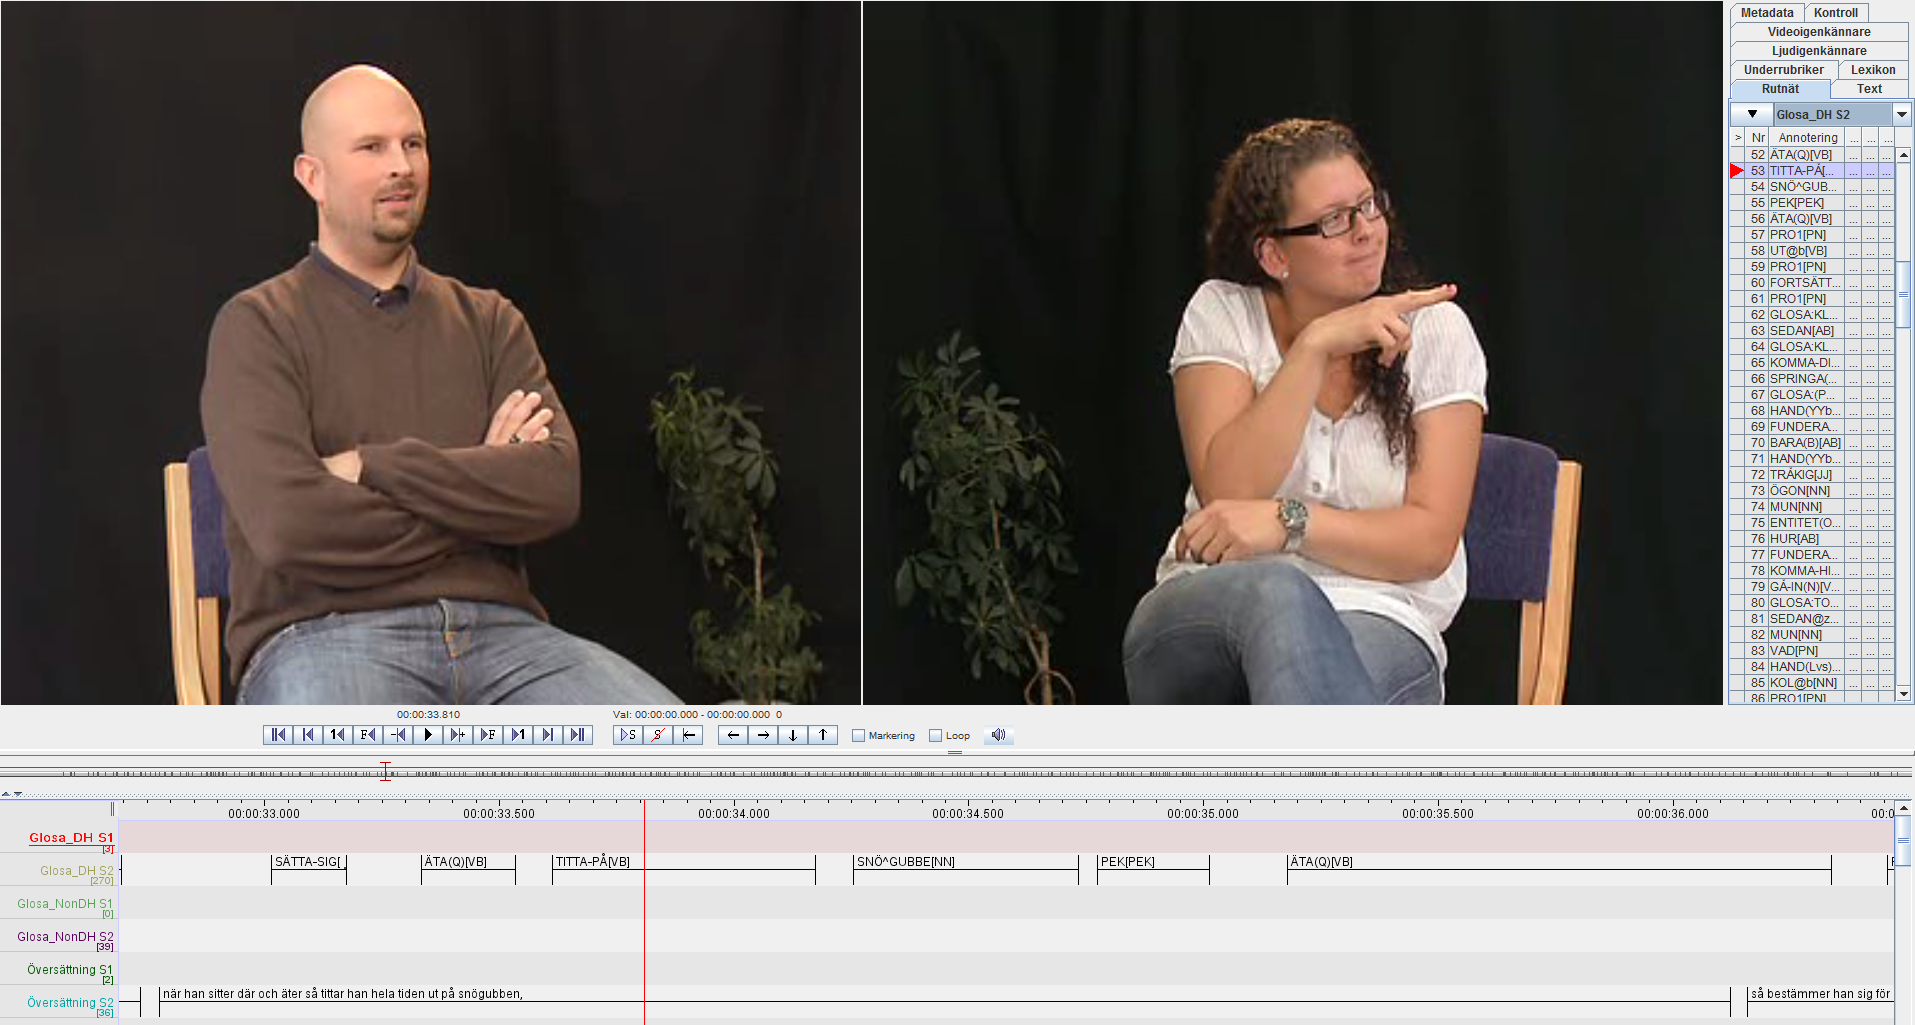 Metadata Kontroll
Videoigenkännare
Ljudigenkännare
Underrubriker Lexikon
Rutnät Text
Glosa_DH S2
> Nr Annotering ... ... ...
52 ÄTA(Q)[VB] ... ... ...
53 TITTA-PÅ[... ... ... ...
54 SNÖ^GUB... ... ... ...
55 PEK[PEK] ... ... ...
56 ÄTA(Q)[VB] ... ... ...
57 PRO1[PN] ... ... ...
58 UT@b[VB] ... ... ...
59 PRO1[PN] ... ... ...
60 FORTSÄTT... ... ... ...
61 PRO1[PN] ... ... ...
62 GLOSA:KL... ... ... ...
63 SEDAN[AB] ... ... ...
64 GLOSA:KL... ... ... ...
65 KOMMA-DI... ... ... ...
66 SPRINGA(... ... ... ...
67 GLOSA:(P... ... ... ...
68 HAND(YYb... ... ... ...
69 FUNDERA... ... ... ...
70 BARA(B)[AB] ... ... ...
71 HAND(YYb... ... ... ...
72 TRÅKIG[JJ] ... ... ...
73 ÖGON[NN] ... ... ...
74 MUN[NN] ... ... ...
75 ENTITET(O... ... ... ...
76 HUR[AB] ... ... ...
77 FUNDERA... ... ... ...
78 KOMMA-HI... ... ... ...
79 GÅ-IN(N)[V... ... ... ...
80 GLOSA:TO... ... ... ...
81 SEDAN@z... ... ... ...
82 MUN[NN] ... ... ...
83 VAD[PN] ... ... ...
84 HAND(Lvs)... ... ... ...
85 KOL@b[NN] ... ... ...
86 PRO1[PN] ... ... ...
00:00:33.810 Val: 00:00:00.000 - 00:00:00.000 0
1 F F 1 S S Markering Loop
00:00:33.000 00:00:33.500 00:00:34.000 00:00:34.500 00:00:35.000 00:00:35.500 00:00:36.000 00:0
Glosa_DH S1
[3]
Glosa_DH S2 SÄTTA-SIG[ ÄTA(Q)[VB] TITTA-PÅ[VB] SNÖ^GUBBE[NN] PEK[PEK] ÄTA(Q)[VB]
[270]
Glosa_NonDH S1
[0]
Glosa_NonDH S2
[39]
Översättning S1
[2]
Översättning S2 när han sitter där och äter så tittar han hela tiden ut på snögubben, så bestämmer han sig för
[36]